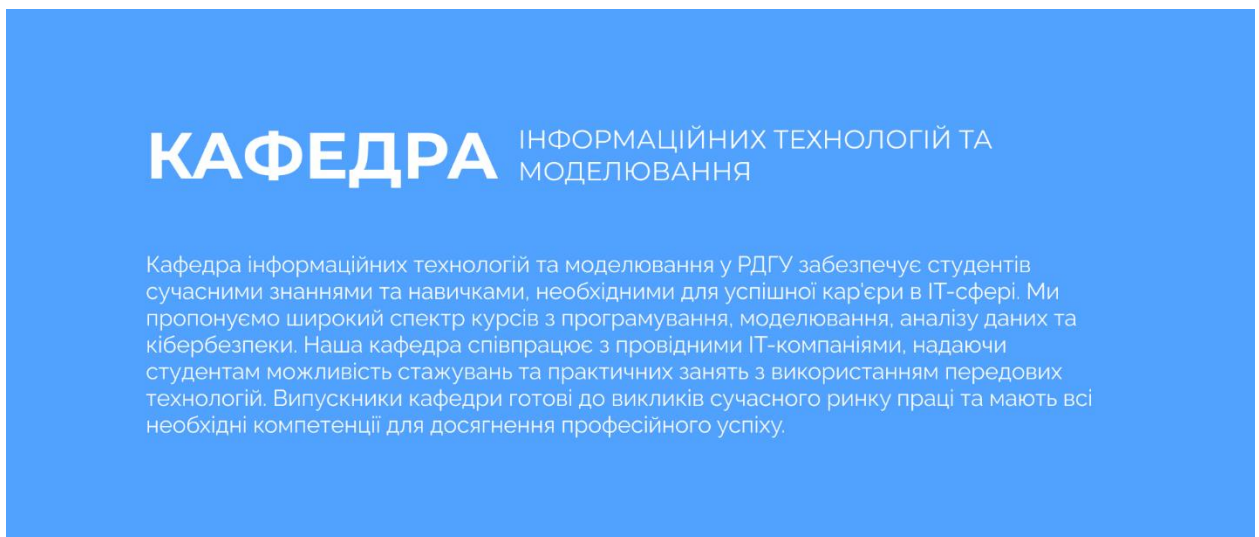 КАФЕДРА
ІНФОРМАЦІЙНИХ ТЕХНОЛОГІЙ ТА
МОДЕЛЮВАННЯ
Кафедра інформаційних технологій та моделювання у РДГУ забезпечує студентів
сучасними знаннями та навичками, необхідними для успішної кар'єри в ІТ-сфері. Ми
пропонуємо широкий спектр курсів з програмування, моделювання, аналізу даних та
кібербезпеки. Наша кафедра співпрацює з провідними ІТ-компаніями, надаючи
студентам можливість стажувань та практичних занять з використанням передових
технологій. Випускники кафедри готові до викликів сучасного ринку праці та мають всі
необхідні компетенції для досягнення професійного успіху.